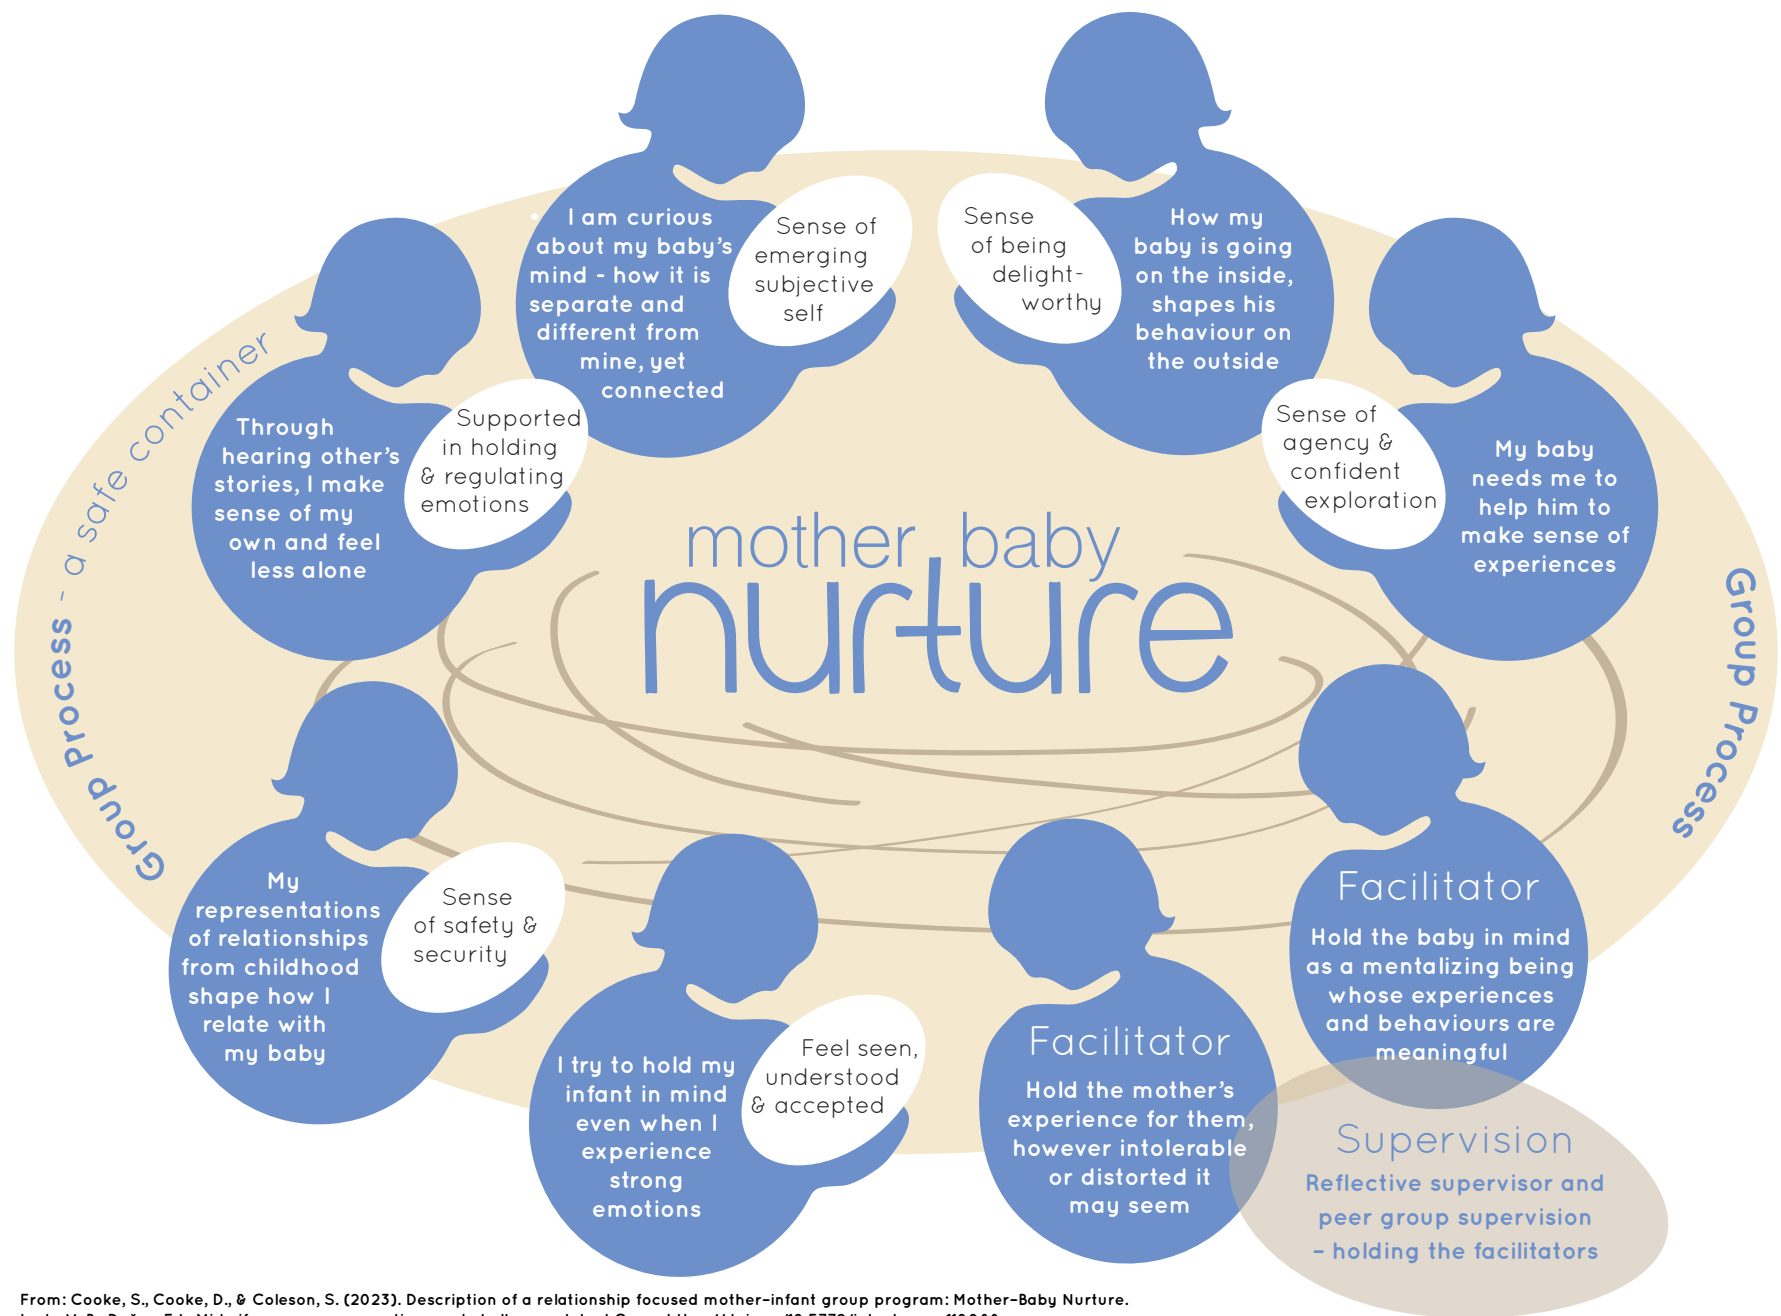 I am curious
about my baby's
mind - how it is
separate and
different from
mine, yet
connected
Sense of
emerging
subjective
self
Sense
of being
delight-
worthy
How my
baby is going
on the inside,
shapes his
behaviour on
the outside
Group Process - a safe container
Through
hearing other's
stories, I make
sense of my
own and feel
less alone
Supported
in holding
& regulating
emotions
Sense of
agency &
confident
exploration
My baby
needs me to
help him to
make sense of
experiences
mother baby
nurture
Group Process
My
representations
of relationships
from childhood
shape how I
relate with
my baby
Sense
of safety &
security
I try to hold my
infant in mind
even when I
experience
strong
emotions
Feel seen,
understood
& accepted
Facilitator
Hold the mother's
experience for them,
however intolerable
or distorted it
may seem
Facilitator
Hold the baby in mind
as a mentalizing being
whose experiences
and behaviours are
meaningful
Supervision
Reflective supervisor and
peer group supervision
– holding the facilitators
From: Cooke, S., Cooke, D., & Coleson, S. (2023). Description of a relationship focused mother-infant group program: Mother-Baby Nurture.